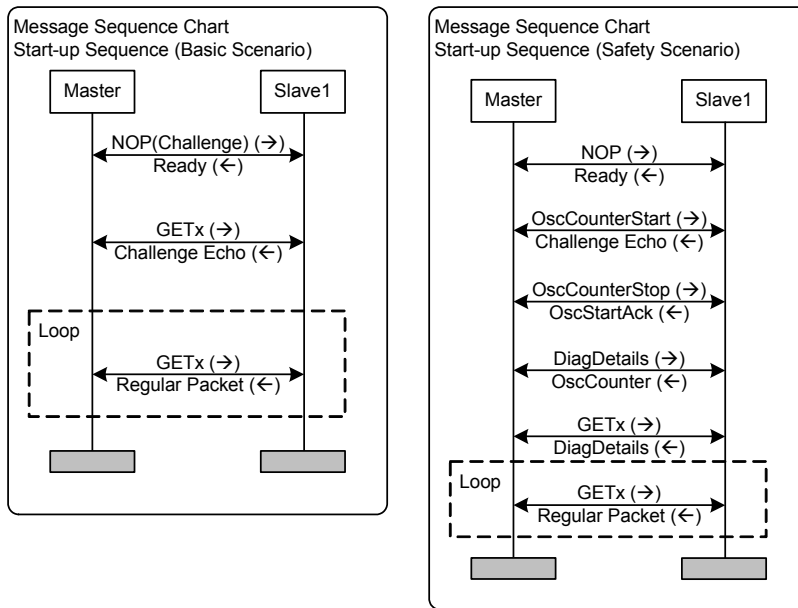 Message Sequence Chart
Start-up Sequence (Basic Scenario)
Master
Slave1
NOP(Challenge) (→)
Ready (←)
GETx (→)
Challenge Echo (←)
Loop
GETx (→)
Regular Packet (←)
Message Sequence Chart
Start-up Sequence (Safety Scenario)
Master
Slave1
NOP (→)
Ready (←)
OscCounterStart (→)
Challenge Echo (←)
OscCounterStop (→)
OscStartAck (←)
DiagDetails (→)
OscCounter (←)
GETx (→)
DiagDetails (←)
Loop
GETx (→)
Regular Packet (←)